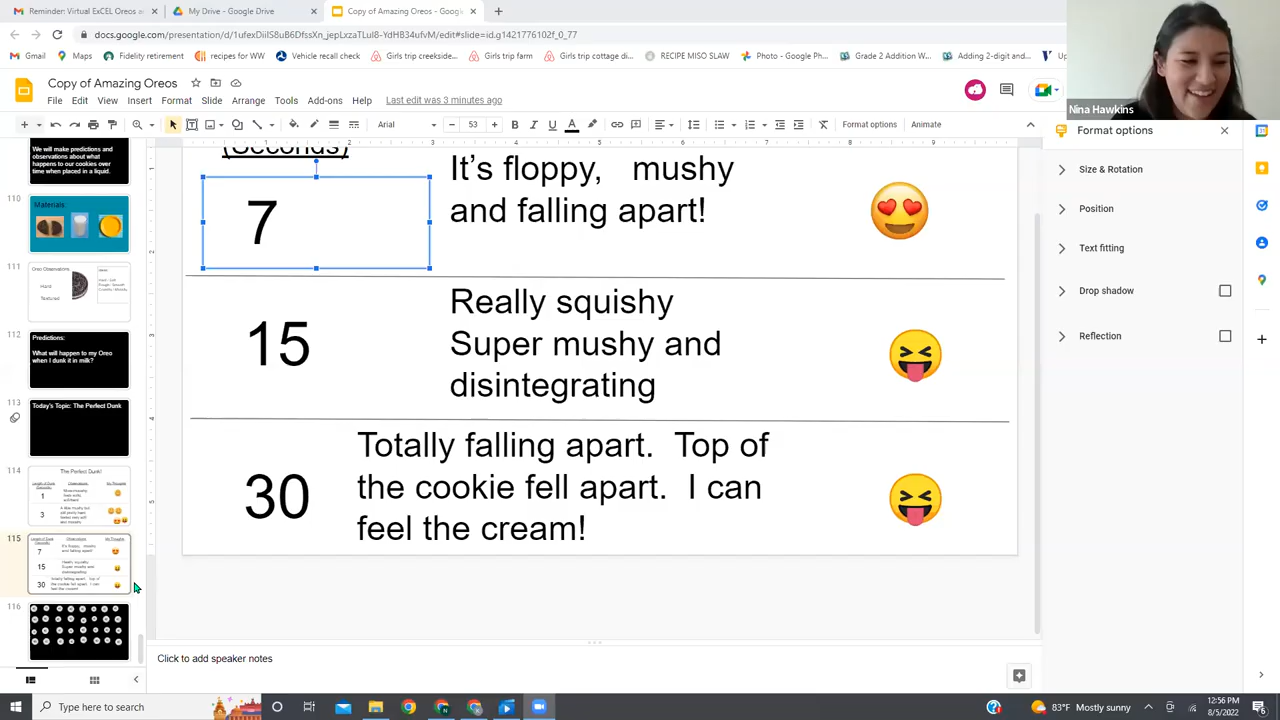 Reminder: Virtual ExCEL Oreos w
My Drive - Google Drive
Copy of Amazing Oreos - Google
docs.google.com/presentation/d/1ufexDiilS8uB6DfssXn_jepLxzaTLul8-YdHB34ufvM/edit#slide=id.g1421776102f_0_77
Gmail
Maps
Fidelity retirement
recipes for WW
Vehicle recall check
Girls trip creekside...
Girls trip farm
Girls trip cottage di...
RECIPE MISO SLAW
Photo - Google Ph...
Grade 2 Addition W...
Adding 2-digit and...
Copy of Amazing Oreos
File Edit View Insert Format Slide Arrange Tools Add-ons Help Last edit was 3 minutes ago
Arial
53
Format options
Animate
Nina Hawkins
Format options
Size & Rotation
Position
Text fitting
Drop shadow
Reflection
We will make predictions and
observations about what
happens to our cookies over
time when placed in a liquid.
110
Materials:
111
Oreo Observations:
Hard
Textured
112
Predictions:
What will happen to my Oreo
when I dunk it in milk?
113
Today's Topic: The Perfect Dunk
114
The Perfect Dunk!
115
116
(Seconds)
7
It's floppy, mushy
and falling apart!
15
Really squishy
Super mushy and
disintegrating
30
Totally falling apart. Top of
the cookie fell apart. I can
feel the cream!
Click to add speaker notes
Type here to search
83°F Mostly sunny
12:56 PM
8/5/2022